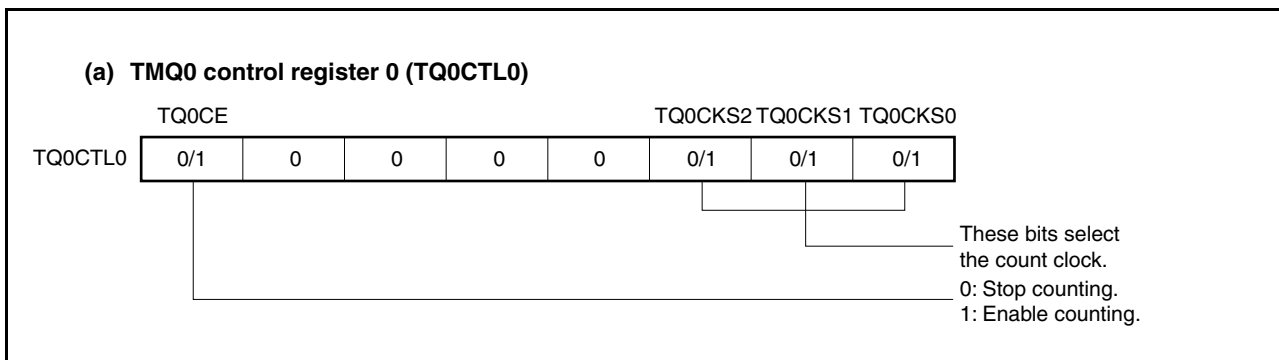 (a) TMQ0 control register 0 (TQ0CTL0)
TQ0CE TQ0CKS2 TQ0CKS1 TQ0CKS0
TQ0CTL0 0/1 0 0 0 0 0/1 0/1 0/1
These bits select
the count clock.
0: Stop counting.
1: Enable counting.